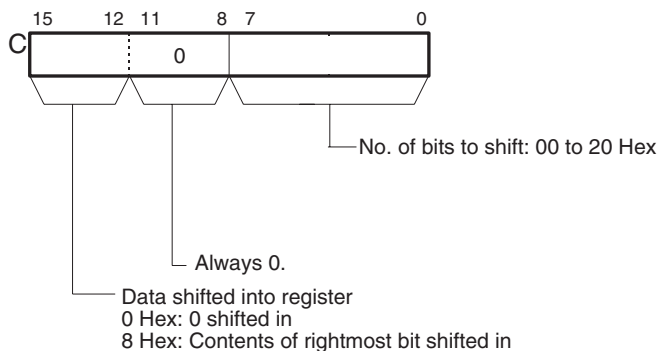 15 12 11 8 7 0
C
0
No. of bits to shift: 00 to 20 Hex
Always 0.
Data shifted into register
0 Hex: 0 shifted in
8 Hex: Contents of rightmost bit shifted in